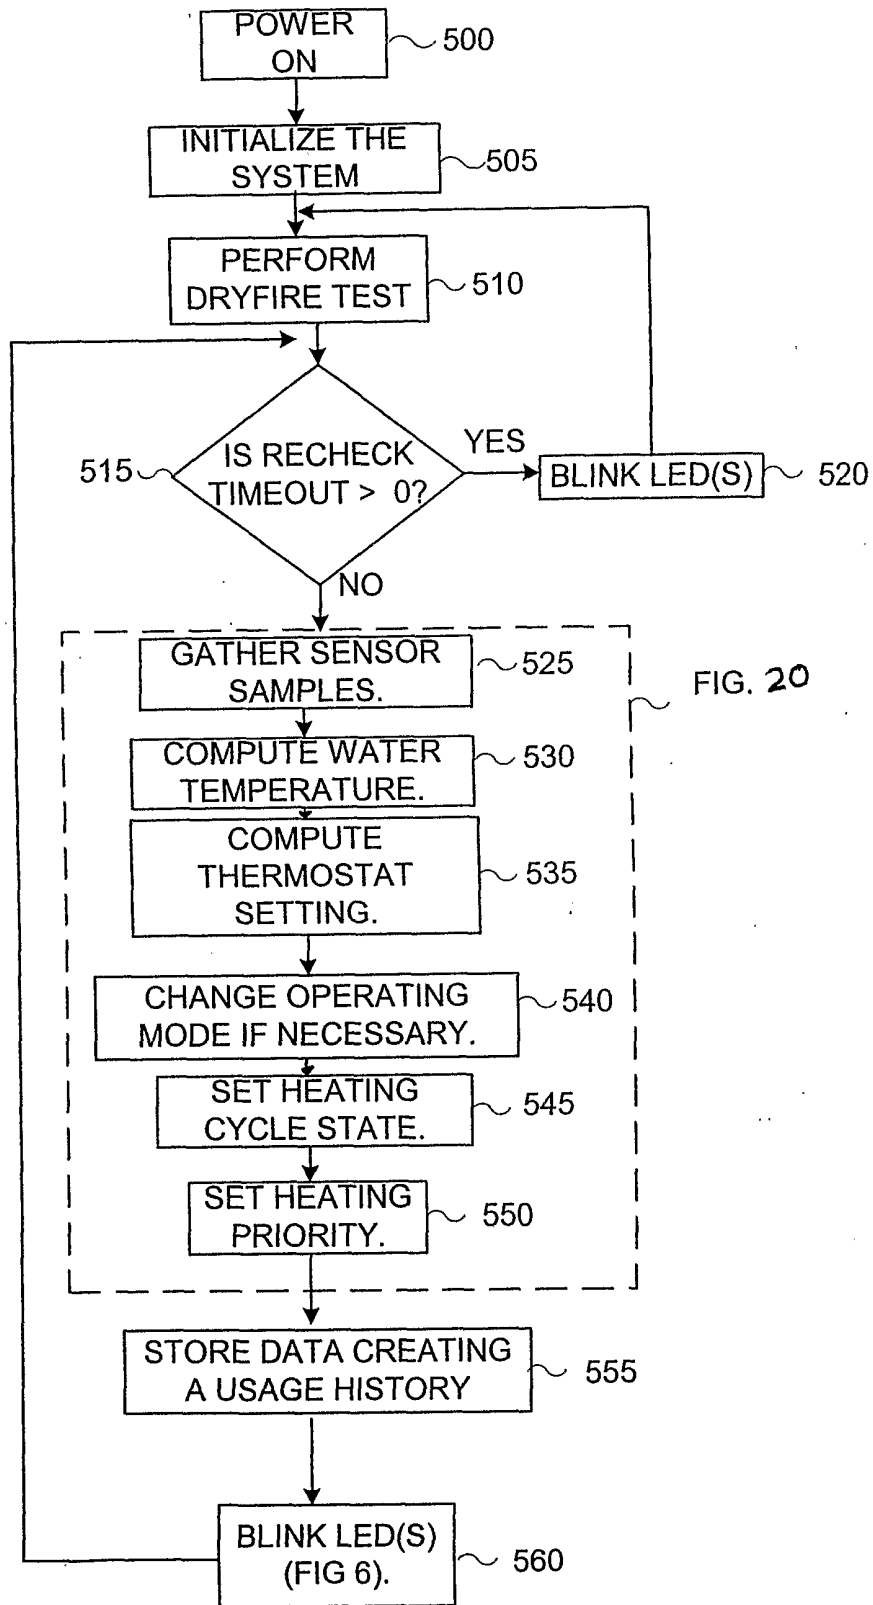 POWER
ON
500
INITIALIZE THE
SYSTEM
505
PERFORM
DRYFIRE TEST
510
515
IS RECHECK
TIMEOUT > 0?
YES
BLINK LED(S)
520
NO
GATHER SENSOR
SAMPLES.
525
FIG. 20
COMPUTE WATER
TEMPERATURE.
530
COMPUTE
THERMOSTAT
SETTING.
535
CHANGE OPERATING
MODE IF NECESSARY.
540
SET HEATING
CYCLE STATE.
545
SET HEATING
PRIORITY.
550
STORE DATA CREATING
A USAGE HISTORY
555
BLINK LED(S)
(FIG 6).
560